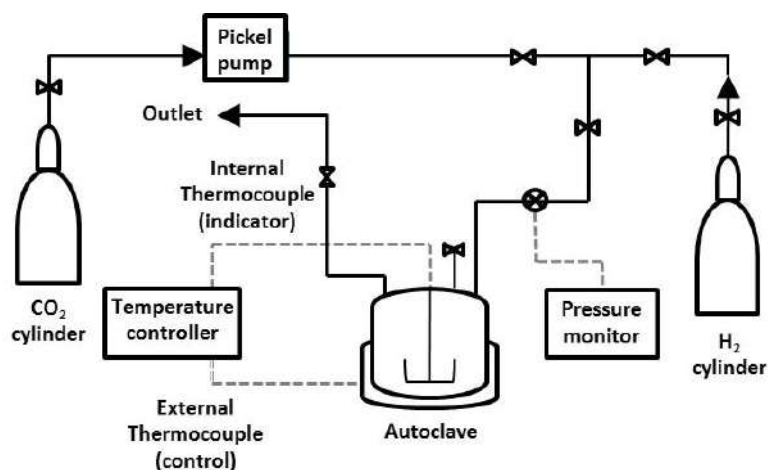 Pickel
pump
Outlet
Internal
Thermocouple
(indicator)
CO₂
cylinder
Temperature
controller
Pressure
monitor
H₂
cylinder
External
Thermocouple
(control)
Autoclave